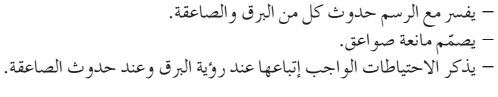 – يفسر مع الرسم حدوث كل من البرق والصاعقة.
– يصمّم مانعة صواعق.
– يذكر الاحتياطات الواجب إتباعها عند رؤية البرق وعند حدوث الصاعقة.